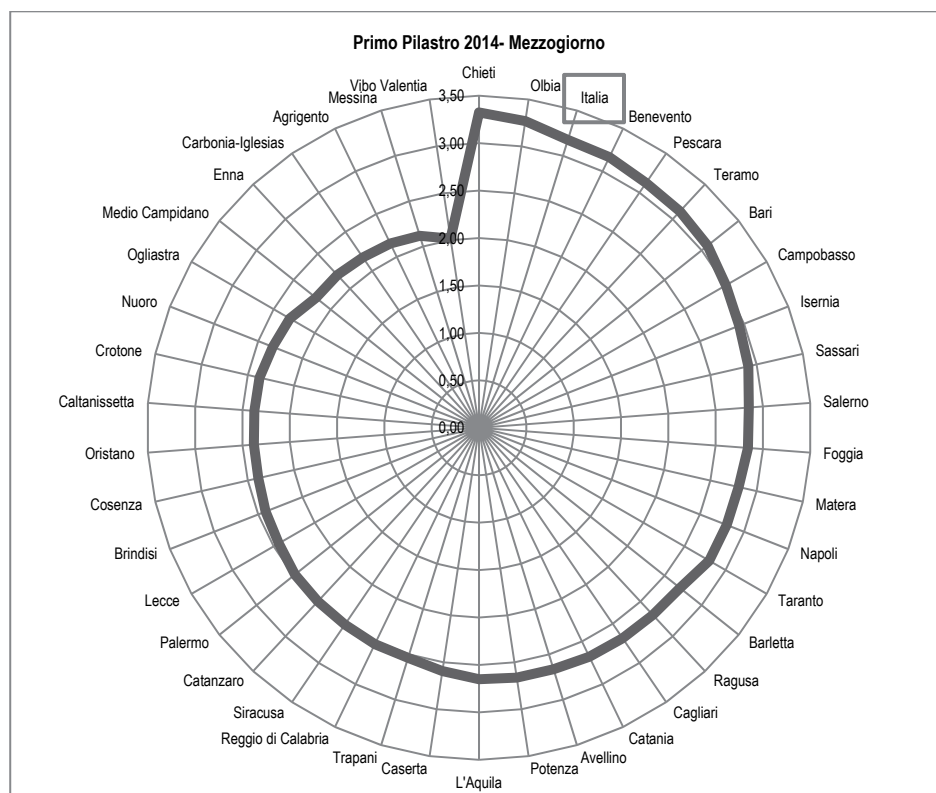 Primo Pilastro 2014- Mezzogiorno
Chieti
Olbia
Italia
Benevento
Pescara
Teramo
Bari
Campobasso
Isernia
Sassari
Salerno
Foggia
Matera
Napoli
Taranto
Barletta
Ragusa
Cagliari
Catania
Avellino
Potenza
L'Aquila
Caserta
Trapani
Reggio di Calabria
Siracusa
Catanzaro
Palermo
Lecce
Brindisi
Cosenza
Oristano
Caltanissetta
Crotone
Nuoro
Ogliastra
Medio Campidano
Enna
Carbonia-Iglesias
Agrigento
Messina
Vibo Valentia
3,50
3,00
2,50
2,00
1,50
1,00
0,50
0,00